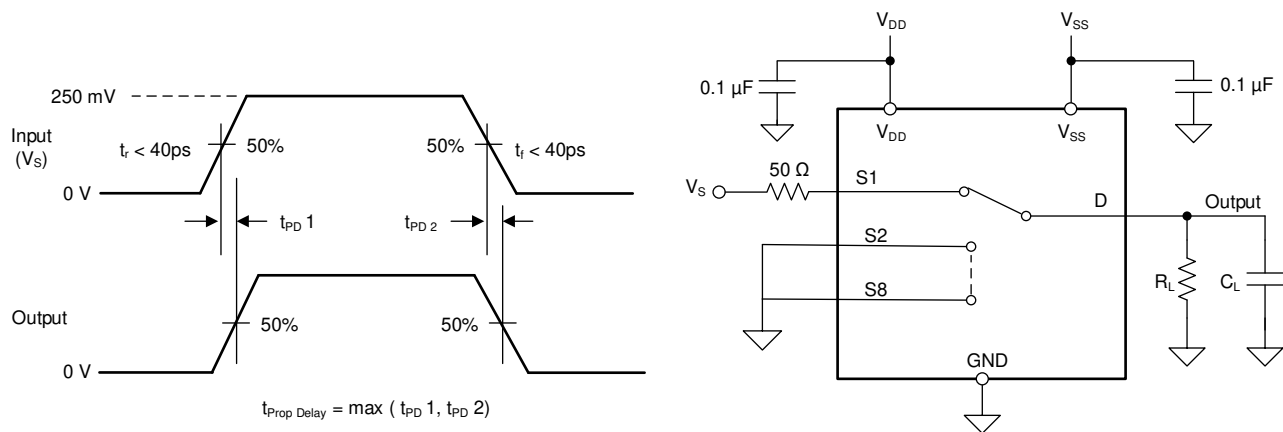 250 mV
Input
(VS)
0 V
tr < 40ps
50%
50%
tf < 40ps
tPD 1
tPD 2
Output
0 V
50%
50%
tProp Delay = max ( tPD 1, tPD 2)
VDD
VSS
0.1 µF
0.1 µF
VDD
VSS
VS
50 Ω
S1
D
Output
S2
S8
RL
CL
GND